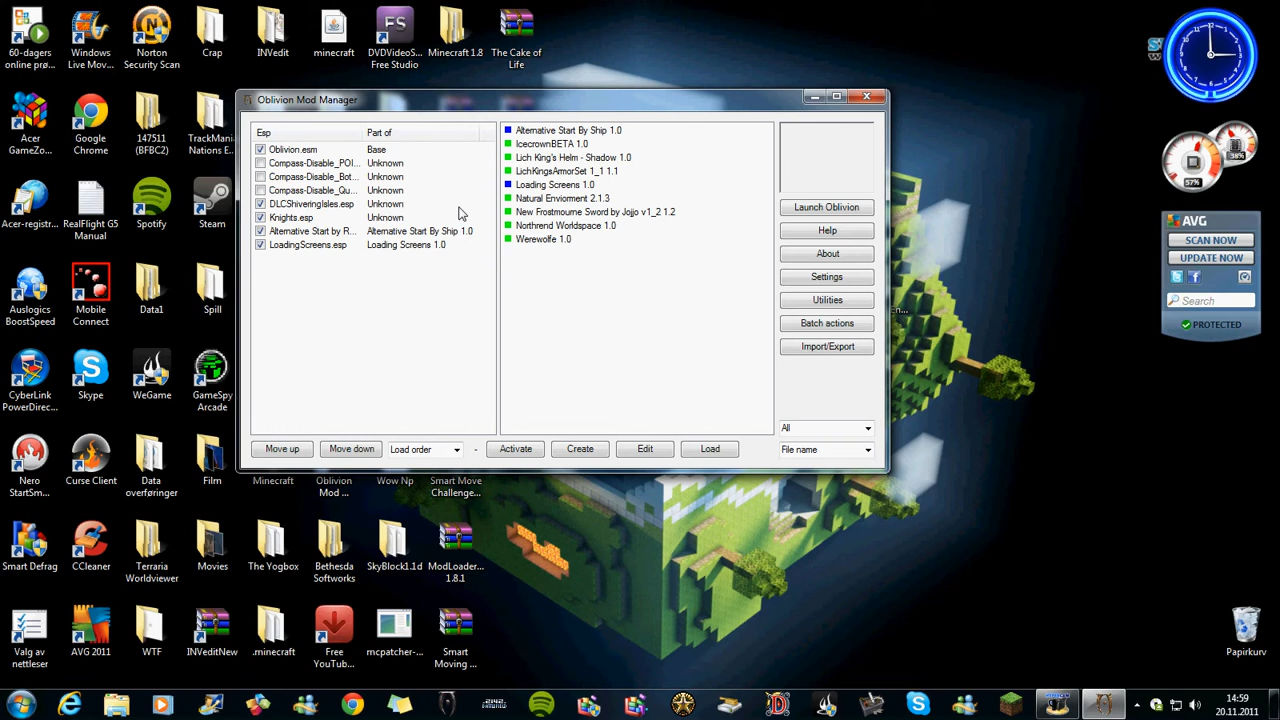 60-dagers
online prø...
Windows
Live Mov...
Norton
Security Scan
Crap
INVedit
minecraft
DVDVideoS...
Free Studio
Minecraft 1.8
The Cake of
Life
Acer
GameZo...
Google
Chrome
147511
(BFBC2)
TrackMani
Nations E...
Acer-registr...
RealFlight G5
Manual
Spotify
Steam
Auslogics
BoostSpeed
Mobile
Connect
Data1
Spill
CyberLink
PowerDirec...
Skype
WeGame
GameSpy
Arcade
Nero
StartSm...
Curse Client
Data
overføringer
Film
Minecraft
Oblivion
Mod ...
Wow Np
Smart Move
Challenge...
Smart Defrag
CCleaner
Terraria
Worldviewer
Movies
The Yogbox
Bethesda
Softworks
SkyBlock1.1d
ModLoader...
1.8.1
Valg av
nettleser
AVG 2011
WTF
INVeditNew
.minecraft
Free
YouTub...
mcpatcher-...
Smart
Moving ...
Oblivion Mod Manager
Esp Part of
Oblivion.esm Base
Compass-Disable_POI... Unknown
Compass-Disable_Bot... Unknown
Compass-Disable_Qu... Unknown
DLCShiveringIsles.esp Unknown
Knights.esp Unknown
Alternative Start by R... Alternative Start By Ship 1.0
LoadingScreens.esp Loading Screens 1.0
Alternative Start By Ship 1.0
IcecrownBETA 1.0
Lich King's Helm - Shadow 1.0
LichKingsArmorSet 1_1 1.1
Loading Screens 1.0
Natural Enviorment 2.1.3
New Frostmourne Sword by Jojjo v1_2 1.2
Northrend Worldspace 1.0
Werewolfe 1.0
Launch Oblivion
Help
About
Settings
Utilities
Batch actions
Import/Export
All
File name
Move up Move down Load order - Activate Create Edit Load
en...
12
3
6
9
57%
38%
AVG
SCAN NOW
UPDATE NOW
Search
PROTECTED
Papirkurv
14:59
20.11.2011